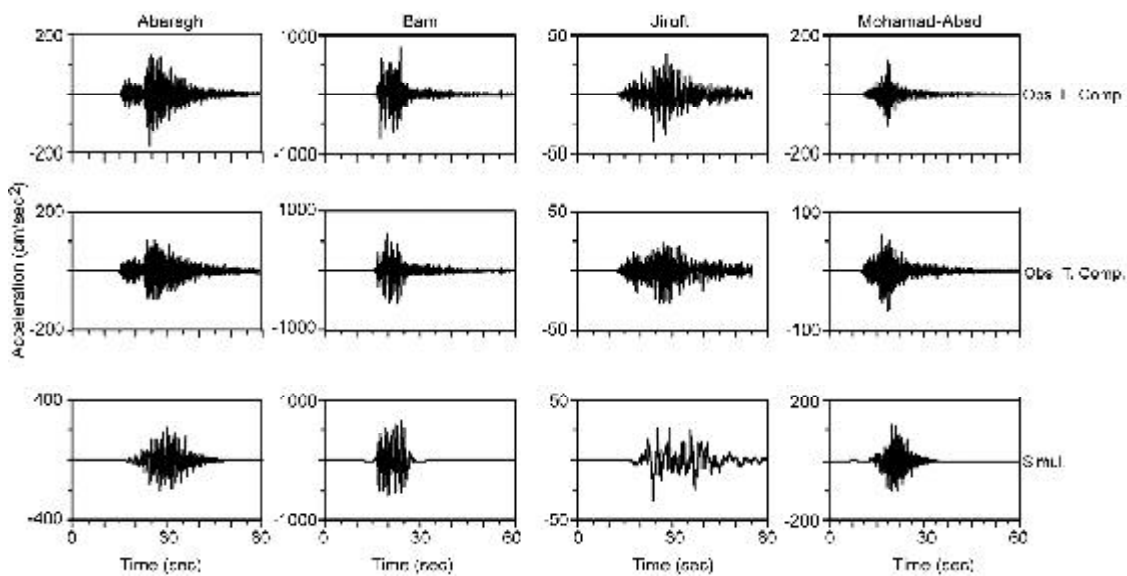 Abaragh Bam Jiroft Mohamad-Abad
200 1000 50 200
Obs L. Comp.
-200 -1000 -50 -200
Acceleration (cm/sec2)
200 1000 50 100
Obs T. Comp.
-200 -1000 -50 -100
400 1000 50 200
Simul.
-400 -1000 -50 -200
0 30 60 0 30 60 0 30 60 0 30 60
Time (sec) Time (sec) Time (sec) Time (sec)